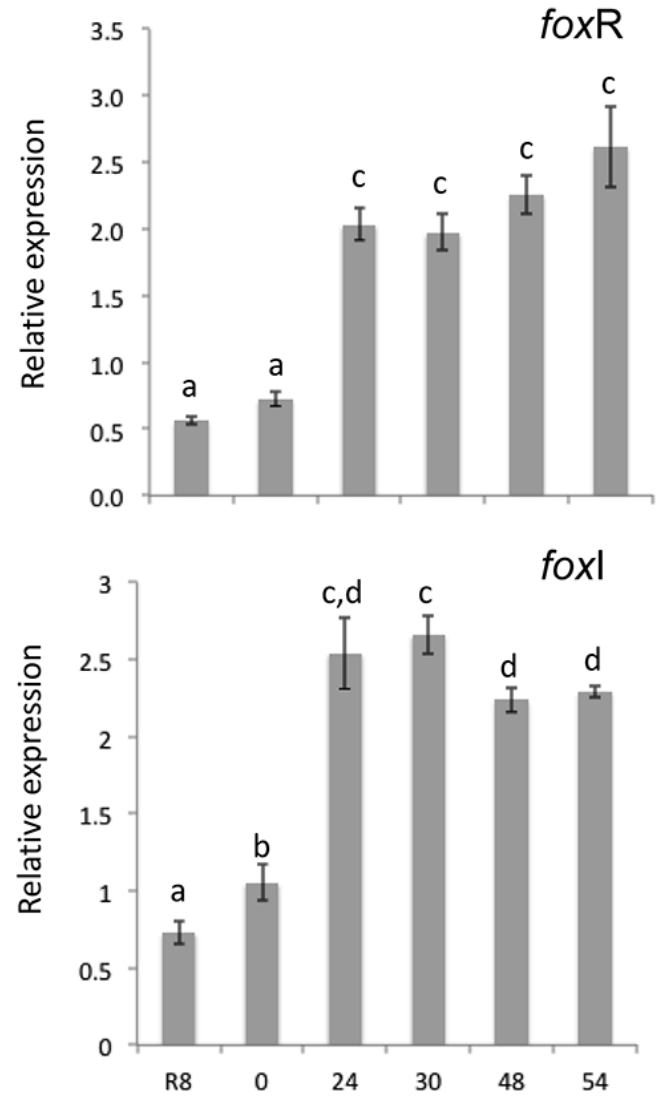 foxR
3.5
3.0
2.5
2.0
1.5
1.0
0.5
0.0
Relative expression
a
a
c
c
c
c
foxI
3
2.5
2
1.5
1
0.5
0
Relative expression
a
b
c,d
c
d
d
R8 0 24 30 48 54